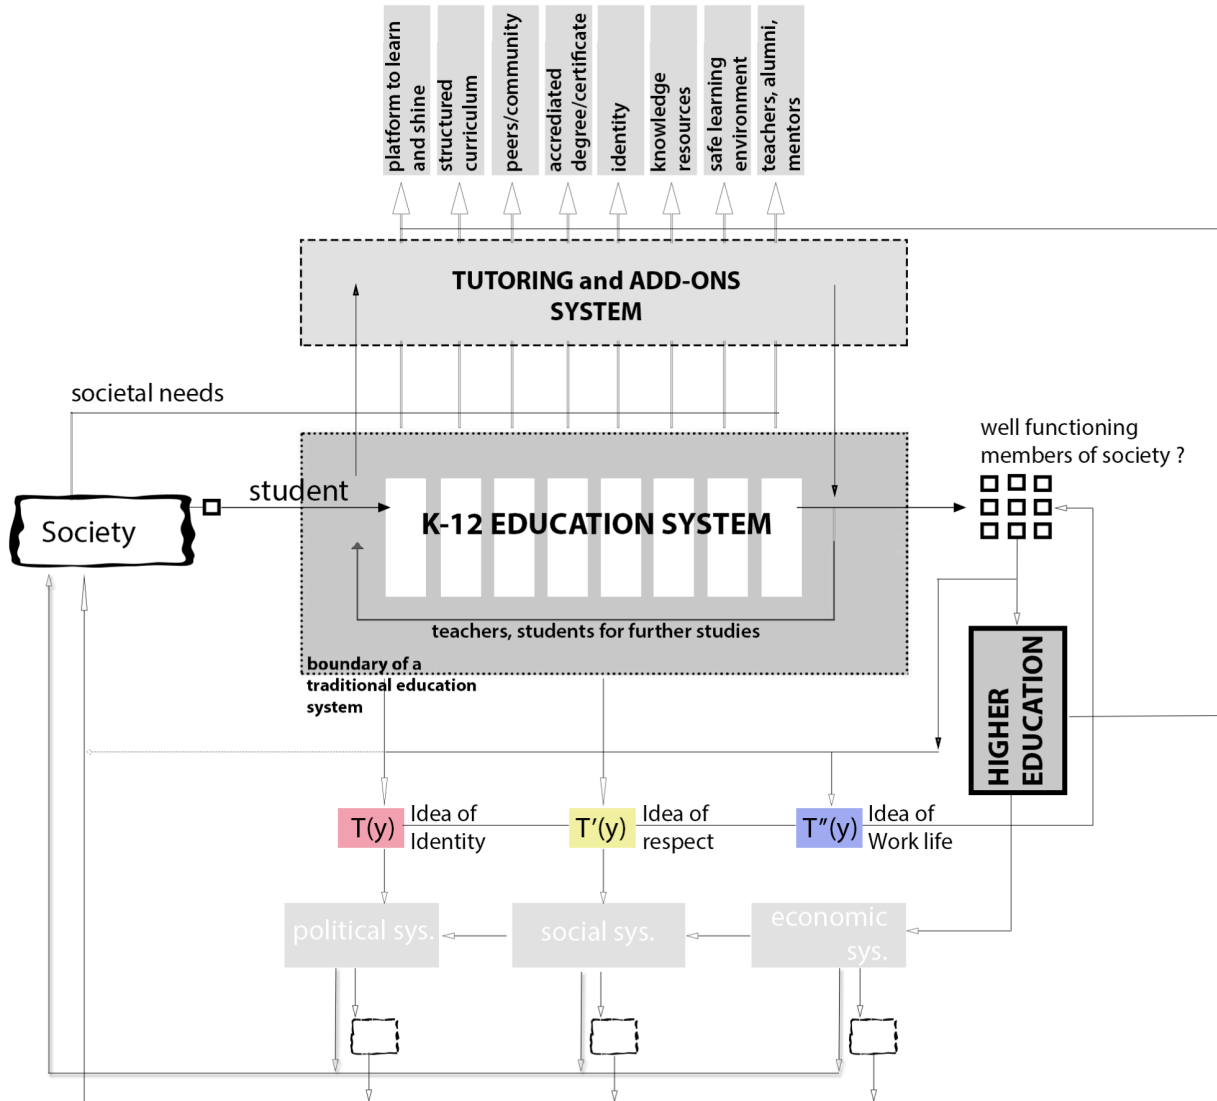 platform to learn
and shine
structured
curriculum
peers/community
accrediated
degree/certificate
identity
knowledge
resources
safe learning
environment
teachers, alumni,
mentors
TUTORING and ADD-ONS
SYSTEM
societal needs
well functioning
members of society ?
student
Society
K-12 EDUCATION SYSTEM
teachers, students for further studies
boundary of a
traditional education
system
HIGHER
EDUCATION
T(y)
Idea of
Identity
T'(y)
Idea of
respect
T"(y)
Idea of
Work life
political sys.
social sys.
economic
sys.